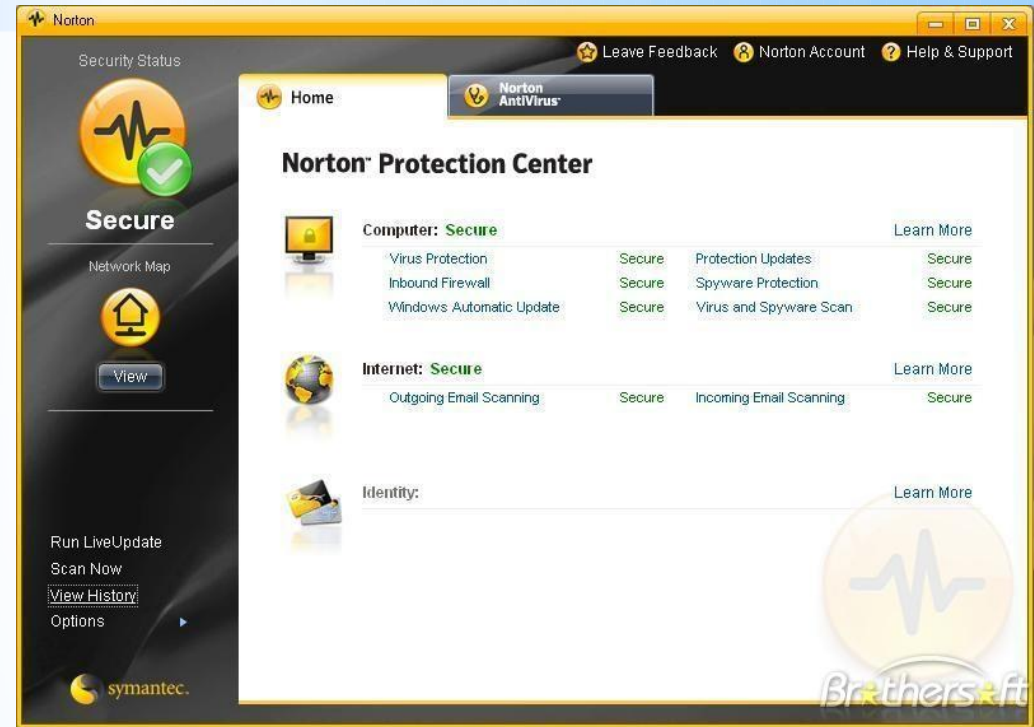 Norton
Leave Feedback Norton Account Help & Support
Security Status
Home
Norton
AntiVirus™
Norton™ Protection Center
Secure
Computer: Secure Learn More
Virus Protection Secure Protection Updates Secure
Inbound Firewall Secure Spyware Protection Secure
Windows Automatic Update Secure Virus and Spyware Scan Secure
Network Map
View
Internet: Secure Learn More
Outgoing Email Scanning Secure Incoming Email Scanning Secure
Identity: Learn More
Run LiveUpdate
Scan Now
View History
Options
symantec.
Brothersoft